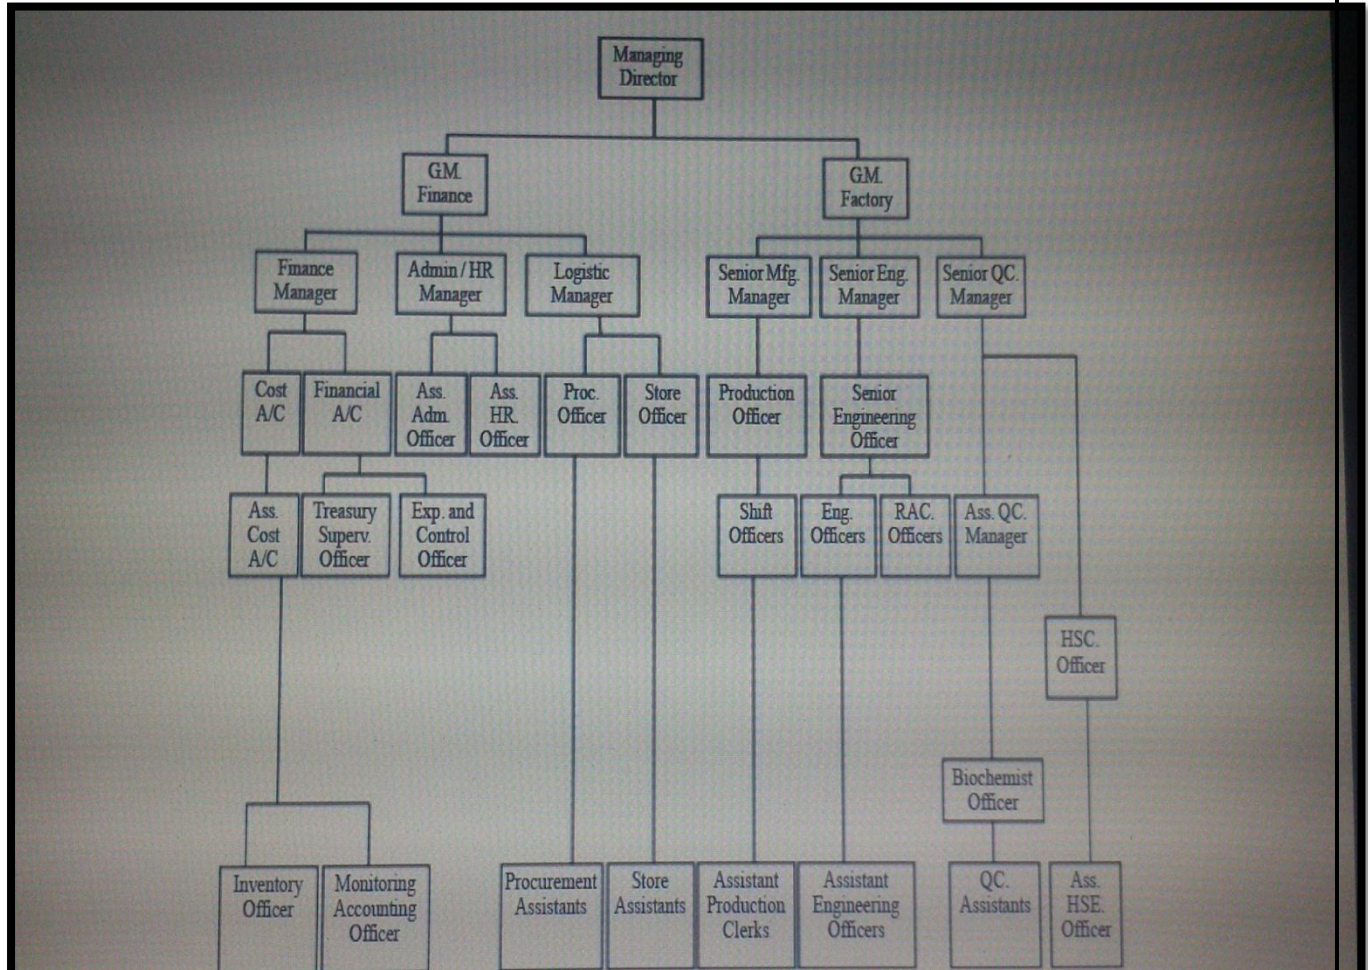 Managing
Director
G.M.
Finance
G.M.
Factory
Finance
Manager
Admin / HR
Manager
Logistic
Manager
Senior Mfg.
Manager
Senior Eng.
Manager
Senior QC.
Manager
Cost
A/C
Financial
A/C
Ass.
Adm.
Officer
Ass.
HR.
Officer
Proc.
Officer
Store
Officer
Production
Officer
Senior
Engineering
Officer
Ass.
Cost
A/C
Treasury
Superv.
Officer
Exp. and
Control
Officer
Shift
Officers
Eng.
Officers
RAC.
Officers
Ass. QC.
Manager
HSC.
Officer
Biochemist
Officer
Inventory
Officer
Monitoring
Accounting
Officer
Procurement
Assistants
Store
Assistants
Assistant
Production
Clerks
Assistant
Engineering
Officers
QC.
Assistants
Ass.
HSE.
Officer